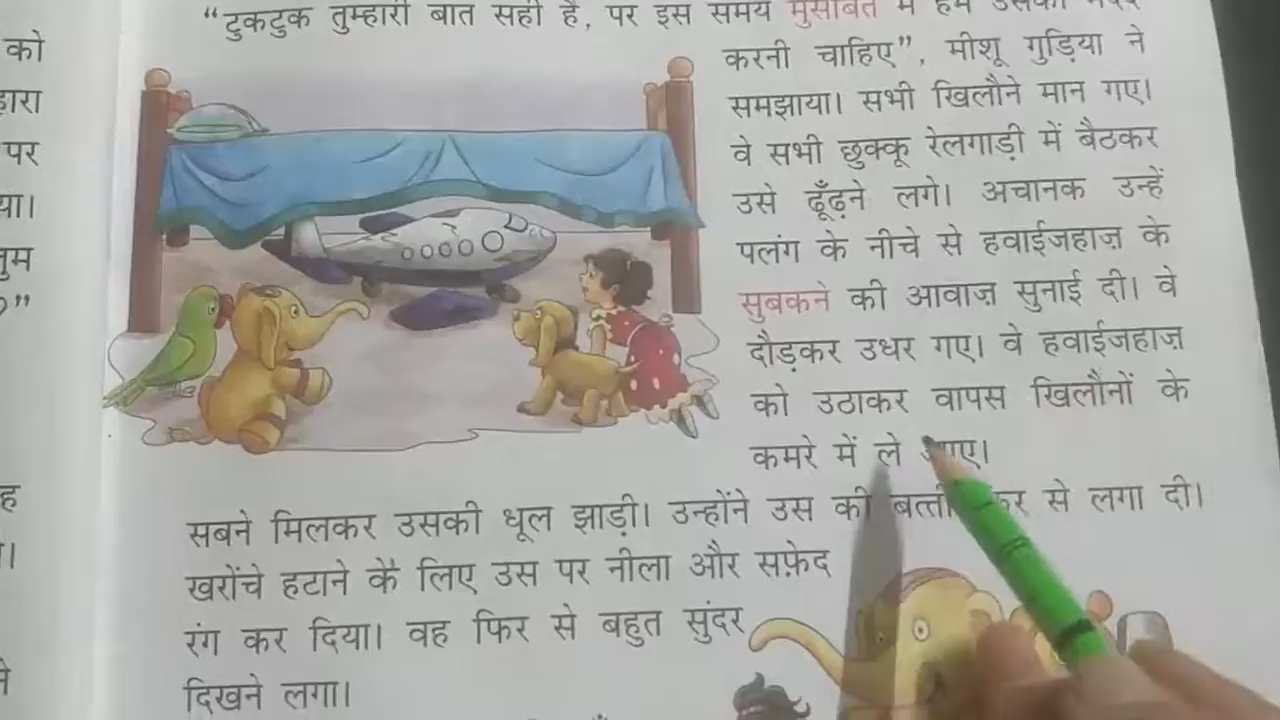 को
पर
“टुकटुक तुम्हारी बात सही है, पर इस समय मुसीबत में हमें उसकी मदद
करनी चाहिए”, मीशू गुड़िया ने
समझाया। सभी खिलौने मान गए।
वे सभी छुक्कू रेलगाड़ी में बैठकर
उसे ढूँढ़ने लगे। अचानक उन्हें
पलंग के नीचे से हवाईजहाज़ के
सुबकने की आवाज़ सुनाई दी। वे
दौड़कर उधर गए। वे हवाईजहाज़
को उठाकर वापस खिलौनों के
कमरे में ले
सबने मिलकर उसकी धूल झाड़ी। उन्होंने उस की बत्ती से लगा दी।
खरोंचे हटाने के लिए उस पर नीला और सफ़ेद
रंग कर दिया। वह फिर से बहुत सुंदर
दिखने लगा।